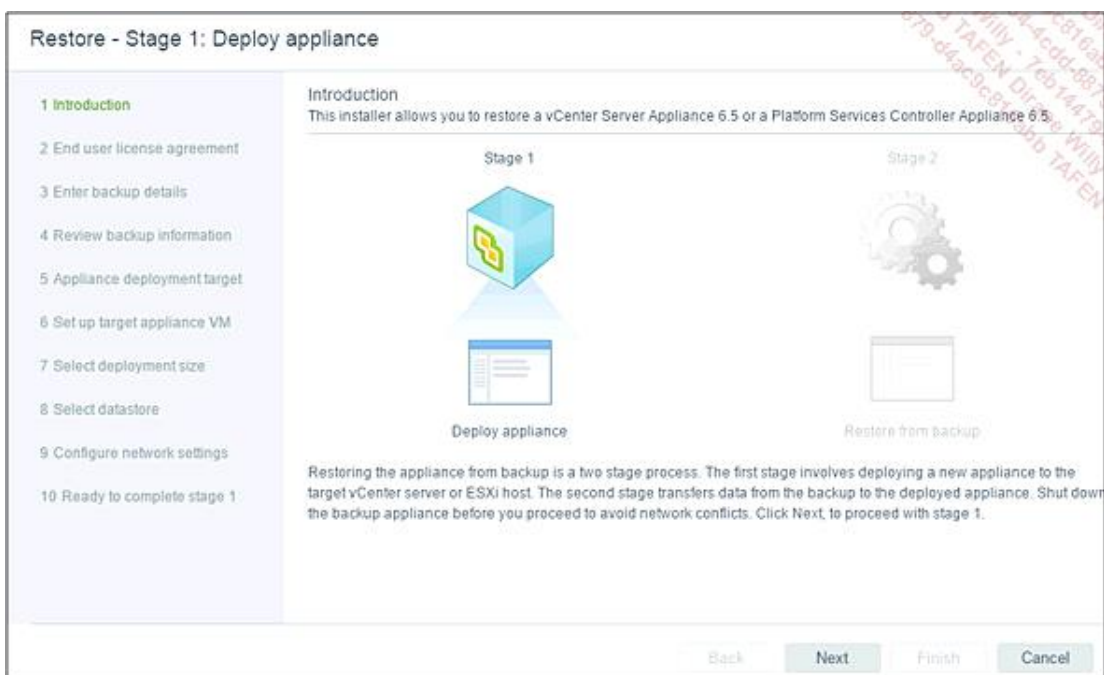 Restore - Stage 1: Deploy appliance
1 Introduction
2 End user license agreement
3 Enter backup details
4 Review backup information
5 Appliance deployment target
6 Set up target appliance VM
7 Select deployment size
8 Select datastore
9 Configure network settings
10 Ready to complete stage 1
Introduction
This installer allows you to restore a vCenter Server Appliance 6.5 or a Platform Services Controller Appliance 6.5.
Stage 1
Stage 2
Deploy appliance
Restore from backup
Restoring the appliance from backup is a two stage process. The first stage involves deploying a new appliance to the
target vCenter server or ESXi host. The second stage transfers data from the backup to the deployed appliance. Shut down
the backup appliance before you proceed to avoid network conflicts. Click Next, to proceed with stage 1.
Back
Next
Finish
Cancel